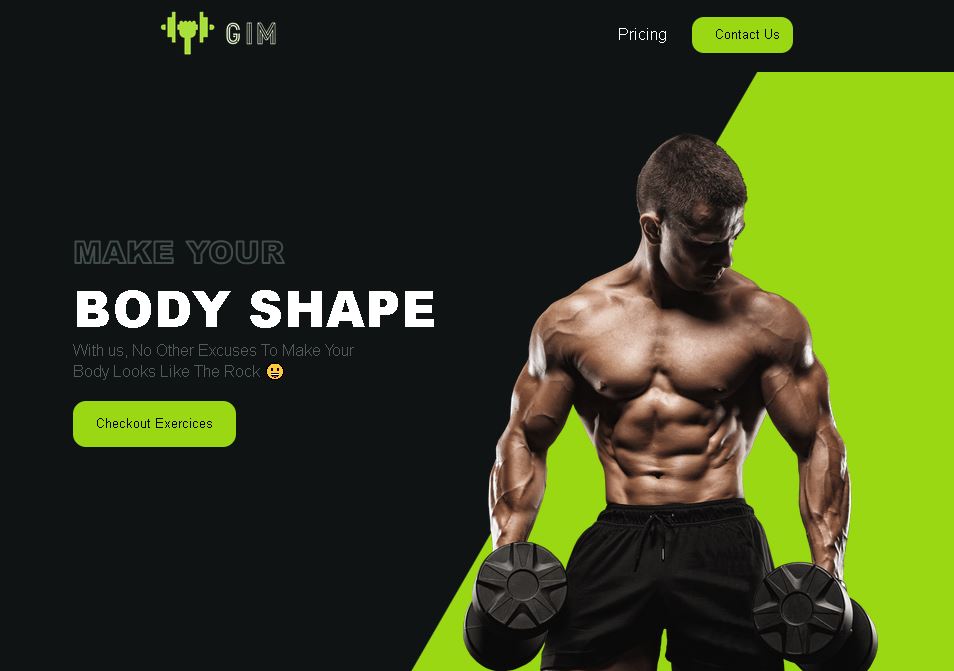 GIM
Pricing
Contact Us
MAKE YOUR
BODY SHAPE
With us, No Other Excuses To Make Your
Body Looks Like The Rock 😀
Checkout Exercices